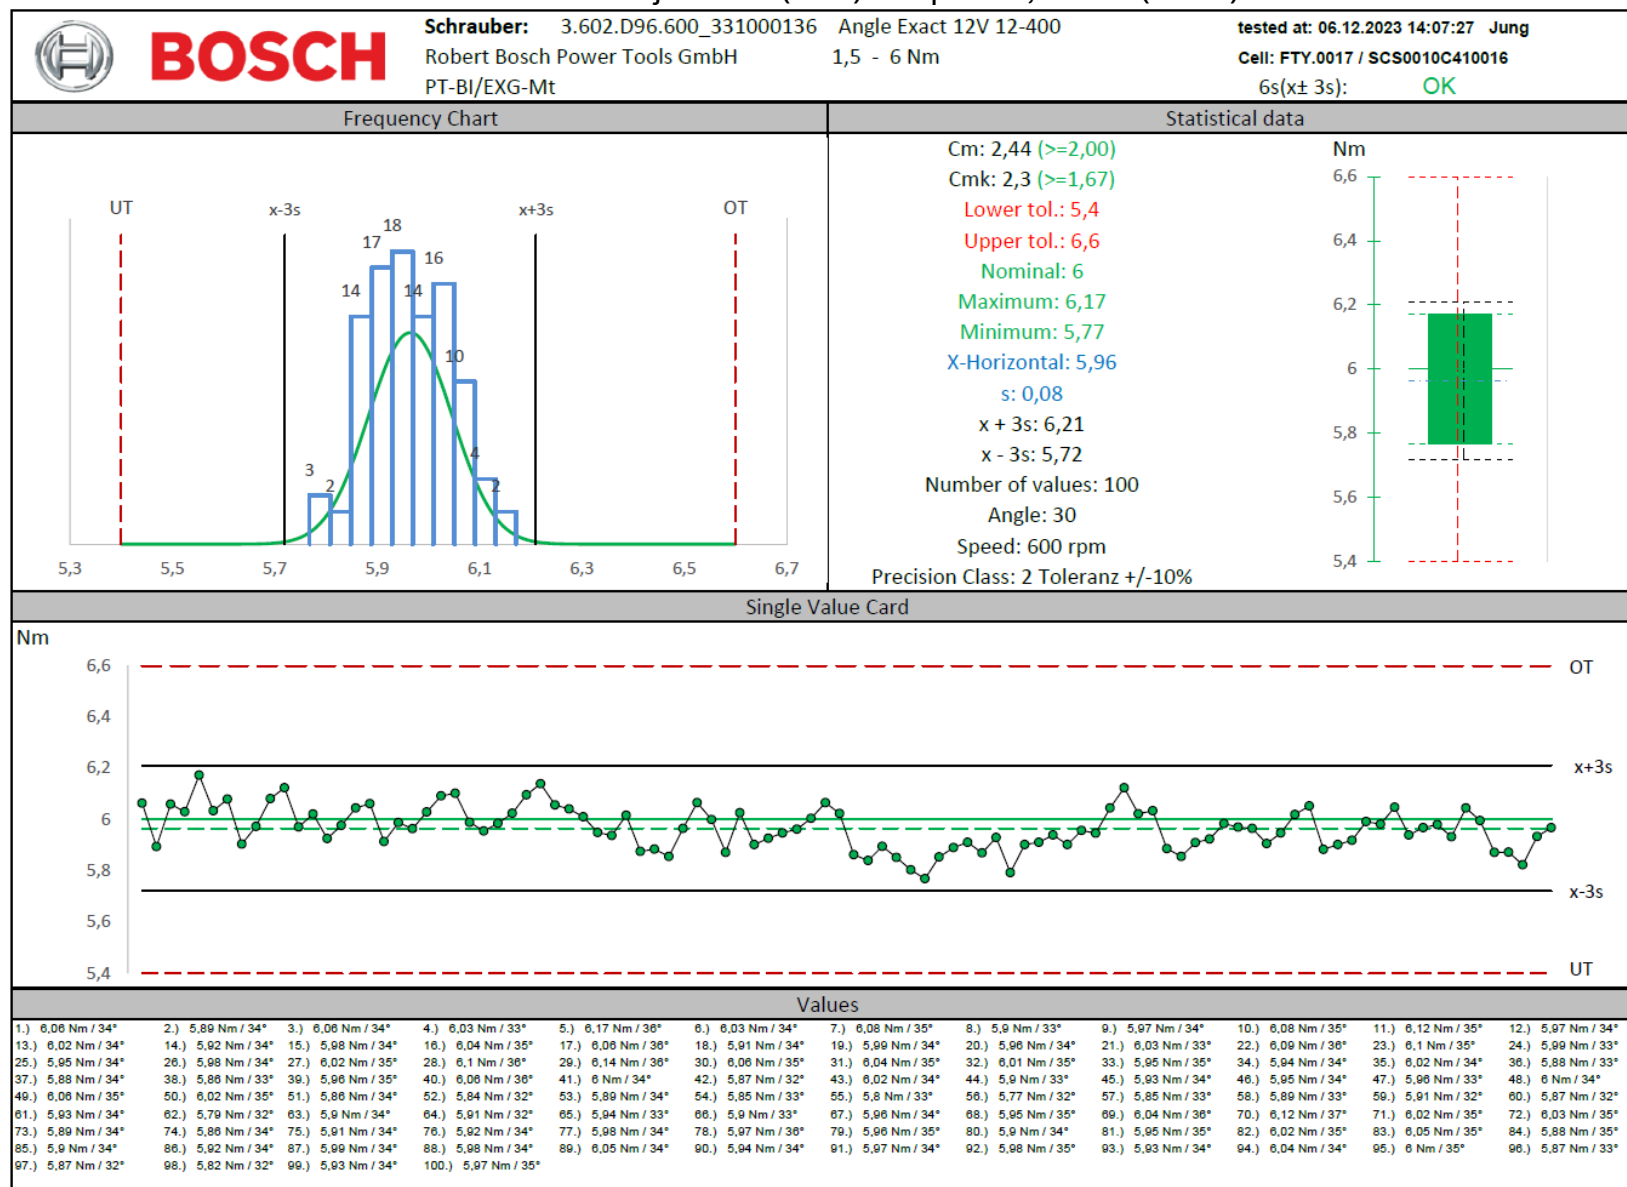 Schrauber: 3.602.D96.600_331000136 Angle Exact 12V 12-400 tested at: 06.12.2023 14:07:27 Jung
BOSCH
Robert Bosch Power Tools GmbH 1,5 - 6 Nm Cell: FTY.0017 / SCS0010C410016
PT-BI/EXG-Mt 6s(x± 3s): OK
Frequency Chart
UT x-3s x+3s OT
3 2 14 17 18 14 16 10 4 2
5,3 5,5 5,7 5,9 6,1 6,3 6,5 6,7
Statistical data
Cm: 2,44 (>=2,00)
Cmk: 2,3 (>=1,67)
Lower tol.: 5,4
Upper tol.: 6,6
Nominal: 6
Maximum: 6,17
Minimum: 5,77
X-Horizontal: 5,96
s: 0,08
x + 3s: 6,21
x - 3s: 5,72
Number of values: 100
Angle: 30
Speed: 600 rpm
Precision Class: 2 Toleranz +/-10%
Nm
6,6
6,4
6,2
6
5,8
5,6
5,4
Single Value Card
Nm
6,6 OT
6,4
6,2 x+3s
6
5,8
x-3s
5,6
5,4 UT
Values
1.) 6,06 Nm / 34° 2.) 5,89 Nm / 34° 3.) 6,06 Nm / 34° 4.) 6,03 Nm / 33° 5.) 6,17 Nm / 36° 6.) 6,03 Nm / 34° 7.) 6,08 Nm / 35° 8.) 5,9 Nm / 33° 9.) 5,97 Nm / 34° 10.) 6,08 Nm / 35° 11.) 6,12 Nm / 35° 12.) 5,97 Nm / 34°
13.) 6,02 Nm / 34° 14.) 5,92 Nm / 34° 15.) 5,98 Nm / 34° 16.) 6,04 Nm / 35° 17.) 6,06 Nm / 36° 18.) 5,91 Nm / 34° 19.) 5,99 Nm / 34° 20.) 5,96 Nm / 34° 21.) 6,03 Nm / 33° 22.) 6,09 Nm / 36° 23.) 6,1 Nm / 35° 24.) 5,99 Nm / 33°
25.) 5,95 Nm / 34° 26.) 5,98 Nm / 34° 27.) 6,02 Nm / 35° 28.) 6,1 Nm / 36° 29.) 6,14 Nm / 36° 30.) 6,06 Nm / 35° 31.) 6,04 Nm / 35° 32.) 6,01 Nm / 35° 33.) 5,95 Nm / 35° 34.) 5,94 Nm / 34° 35.) 6,02 Nm / 34° 36.) 5,88 Nm / 33°
37.) 5,88 Nm / 34° 38.) 5,86 Nm / 33° 39.) 5,96 Nm / 35° 40.) 6,06 Nm / 36° 41.) 6 Nm / 34° 42.) 5,87 Nm / 32° 43.) 6,02 Nm / 34° 44.) 5,9 Nm / 33° 45.) 5,93 Nm / 34° 46.) 5,95 Nm / 34° 47.) 5,96 Nm / 33° 48.) 6 Nm / 34°
49.) 6,06 Nm / 35° 50.) 6,02 Nm / 35° 51.) 5,86 Nm / 34° 52.) 5,84 Nm / 32° 53.) 5,89 Nm / 34° 54.) 5,85 Nm / 33° 55.) 5,8 Nm / 33° 56.) 5,77 Nm / 32° 57.) 5,85 Nm / 33° 58.) 5,89 Nm / 33° 59.) 5,91 Nm / 32° 60.) 5,87 Nm / 32°
61.) 5,93 Nm / 34° 62.) 5,79 Nm / 32° 63.) 5,9 Nm / 34° 64.) 5,91 Nm / 32° 65.) 5,94 Nm / 33° 66.) 5,9 Nm / 33° 67.) 5,96 Nm / 34° 68.) 5,95 Nm / 35° 69.) 6,04 Nm / 36° 70.) 6,12 Nm / 37° 71.) 6,02 Nm / 35° 72.) 6,03 Nm / 35°
73.) 5,89 Nm / 34° 74.) 5,86 Nm / 34° 75.) 5,91 Nm / 34° 76.) 5,92 Nm / 34° 77.) 5,98 Nm / 34° 78.) 5,97 Nm / 36° 79.) 5,96 Nm / 35° 80.) 5,9 Nm / 34° 81.) 5,95 Nm / 35° 82.) 6,02 Nm / 35° 83.) 6,05 Nm / 35° 84.) 5,88 Nm / 35°
85.) 5,9 Nm / 34° 86.) 5,92 Nm / 34° 87.) 5,99 Nm / 34° 88.) 5,98 Nm / 34° 89.) 6,05 Nm / 34° 90.) 5,94 Nm / 34° 91.) 5,97 Nm / 34° 92.) 5,98 Nm / 35° 93.) 5,93 Nm / 34° 94.) 6,04 Nm / 34° 95.) 6 Nm / 35° 96.) 5,87 Nm / 33°
97.) 5,87 Nm / 32° 98.) 5,82 Nm / 32° 99.) 5,93 Nm / 34° 100.) 5,97 Nm / 35°